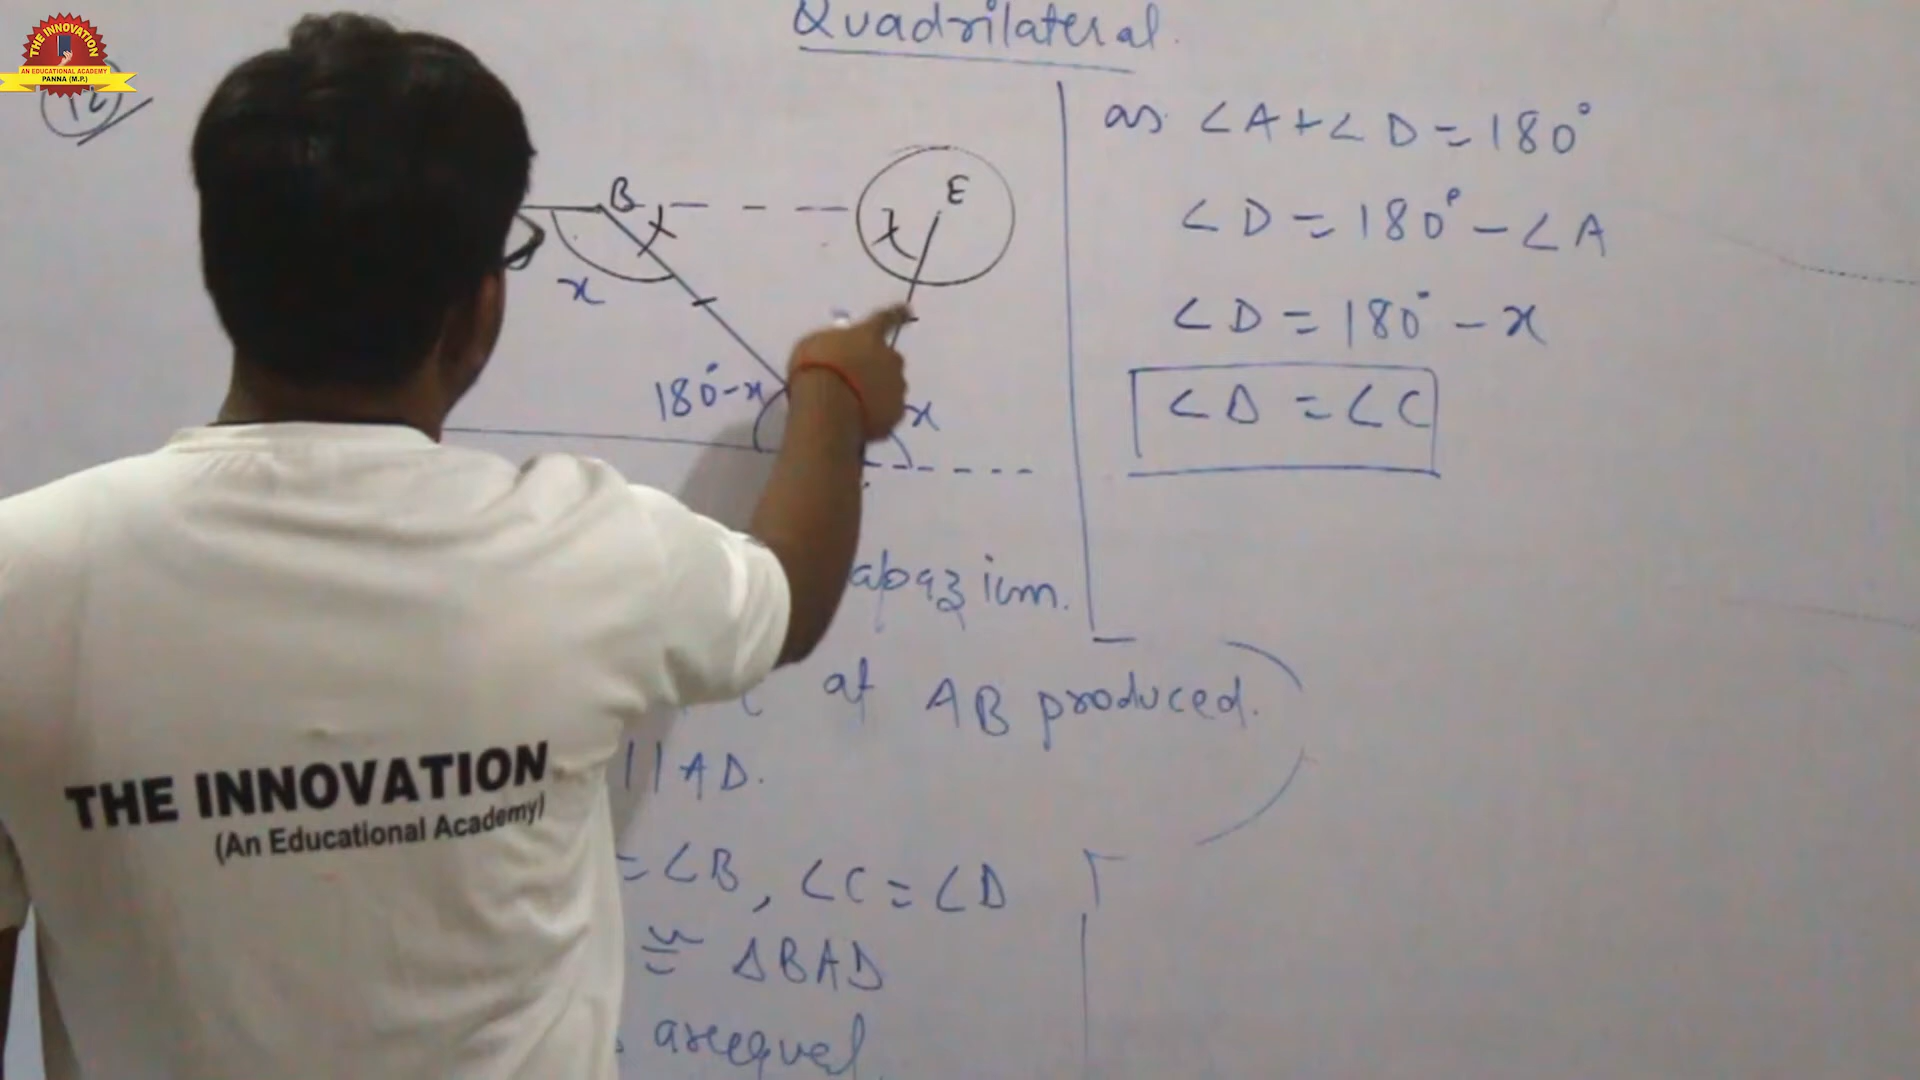 THE INNOVATION
AN EDUCATIONAL ACADEMY
PANNA (M.P.)
Quadrilateral.
12
B
E
x
180°-x
x
as ∠A+∠D=180°
∠D=180°-∠A
∠D=180°-x
∠D=∠C
at AB produced.
|| AD.
=∠B, ∠C=∠D
≅ ΔBAD
are equal
THE INNOVATION
(An Educational Academy)